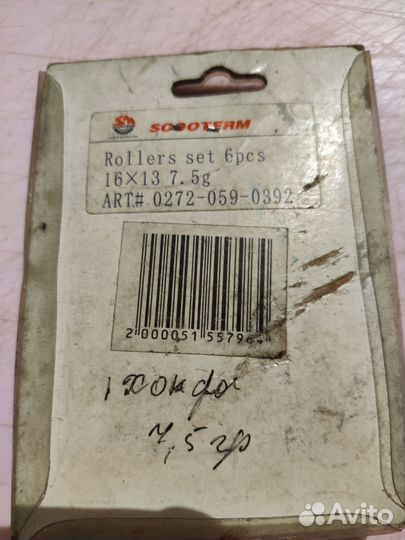 SCOOTERM
Rollers set 6pcs
16×13 7.5g
ART# 0272-059-0392
2 000051 55796
хонда
7,5 гр
Avito